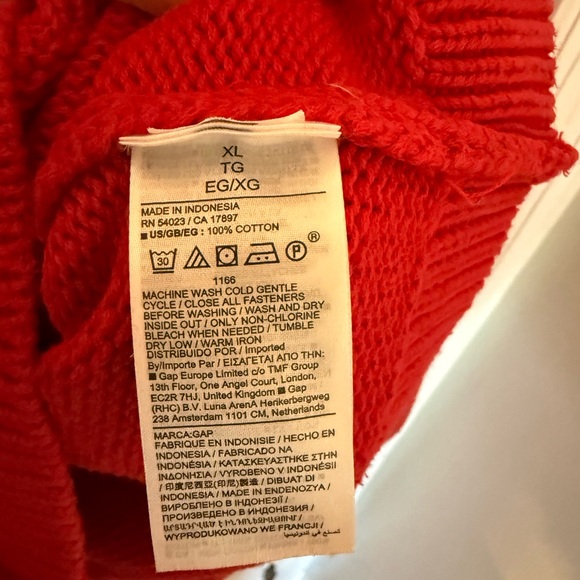 XL
TG
EG/XG
MADE IN INDONESIA
RN 54023 / CA 17897
■ US/GB/EG : 100% COTTON
30 P ®
1166
MACHINE WASH COLD GENTLE
CYCLE / CLOSE ALL FASTENERS
BEFORE WASHING / WASH AND DRY
INSIDE OUT / ONLY NON-CHLORINE
BLEACH WHEN NEEDED / TUMBLE
DRY LOW / WARM IRON
DISTRIBUIDO POR / Imported
By/Importe Par / ΕΙΣΑΓΕΤΑΙ ΑΠΟ ΤΗΝ:
■ Gap Europe Limited c/o TMF Group
13th Floor, One Angel Court, London,
EC2R 7HJ, United Kingdom ■ Gap
(RHC) B.V. Luna ArenA Herikerbergweg
238 Amsterdam 1101 CM, Netherlands
MARCA:GAP
FABRIQUE EN INDONISIE / HECHO EN
INDONESIA / FABRICADO NA
INDONÉSIA / ΚΑΤΑΣΚΕΥΑΣΤΗΚΕ ΣΤΗΝ
ΙΝΔΟΝΗΣΙΑ / VYROBENO V INDONÉSII
/ 印度尼西亞(印尼)製造 / DIBUAT DI
INDONESIA / MADE IN ENDONEZYA /
ВИРОБЛЕНО В ІНДОНЕЗІЇ /
ПРОИЗВЕДЕНО В ИНДОНЕЗИЯ /
WYPRODUKOWANO WE FRANCJI /